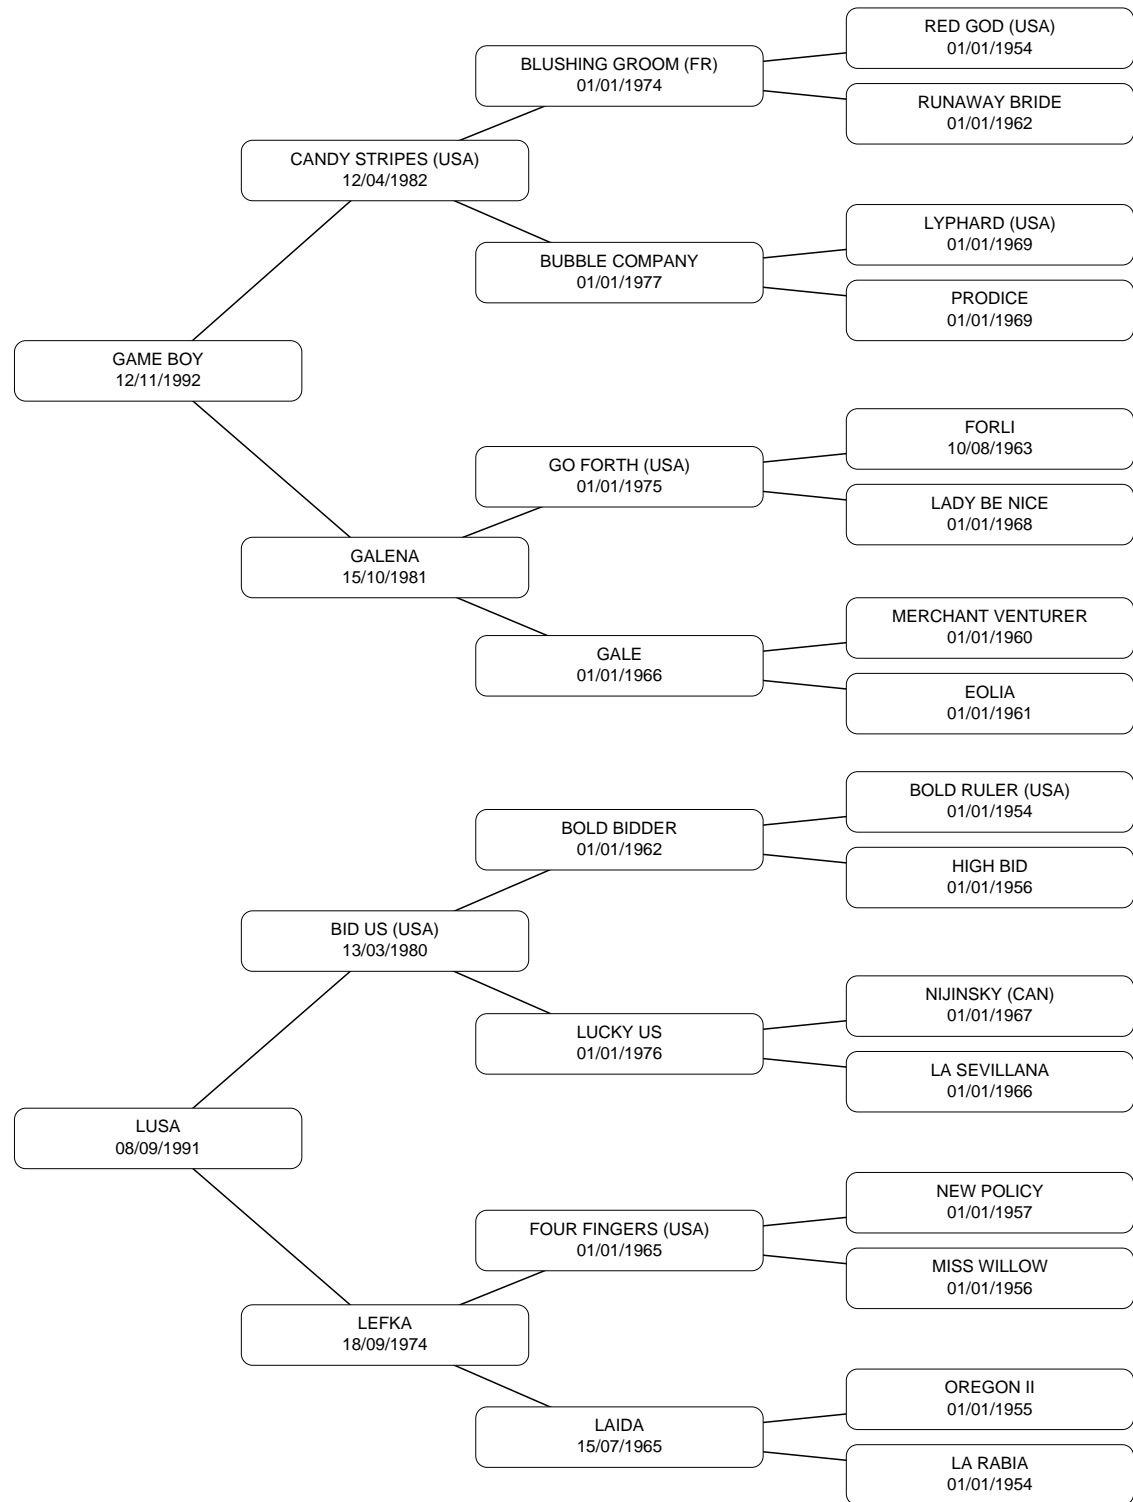 RED GOD (USA)
01/01/1954
BLUSHING GROOM (FR)
01/01/1974
RUNAWAY BRIDE
01/01/1962
CANDY STRIPES (USA)
12/04/1982
LYPHARD (USA)
01/01/1969
BUBBLE COMPANY
01/01/1977
PRODICE
01/01/1969
GAME BOY
12/11/1992
FORLI
10/08/1963
GO FORTH (USA)
01/01/1975
LADY BE NICE
01/01/1968
GALENA
15/10/1981
MERCHANT VENTURER
01/01/1960
GALE
01/01/1966
EOLIA
01/01/1961
BOLD RULER (USA)
01/01/1954
BOLD BIDDER
01/01/1962
HIGH BID
01/01/1956
BID US (USA)
13/03/1980
NIJINSKY (CAN)
01/01/1967
LUCKY US
01/01/1976
LA SEVILLANA
01/01/1966
LUSA
08/09/1991
NEW POLICY
01/01/1957
FOUR FINGERS (USA)
01/01/1965
MISS WILLOW
01/01/1956
LEFKA
18/09/1974
OREGON II
01/01/1955
LAIDA
15/07/1965
LA RABIA
01/01/1954